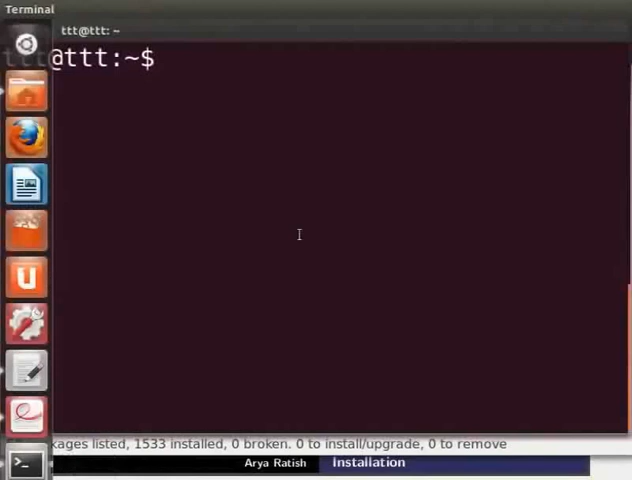 Terminal
ttt@ttt: ~
ttt@ttt:~$
kages listed, 1533 installed, 0 broken. 0 to install/upgrade, 0 to remove
Arya Ratish Installation